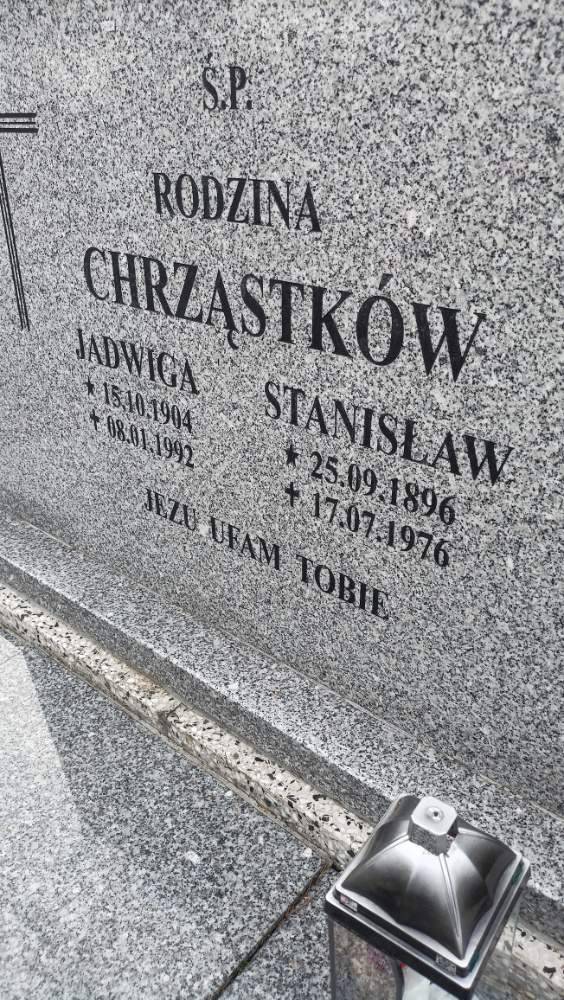 Ś.P.
RODZINA
CHRZĄSTKÓW
JADWIGA
★ 15.10.1904
✝ 08.01.1992
STANISŁAW
★ 25.09.1896
✝ 17.07.1976
JEZU UFAM TOBIE